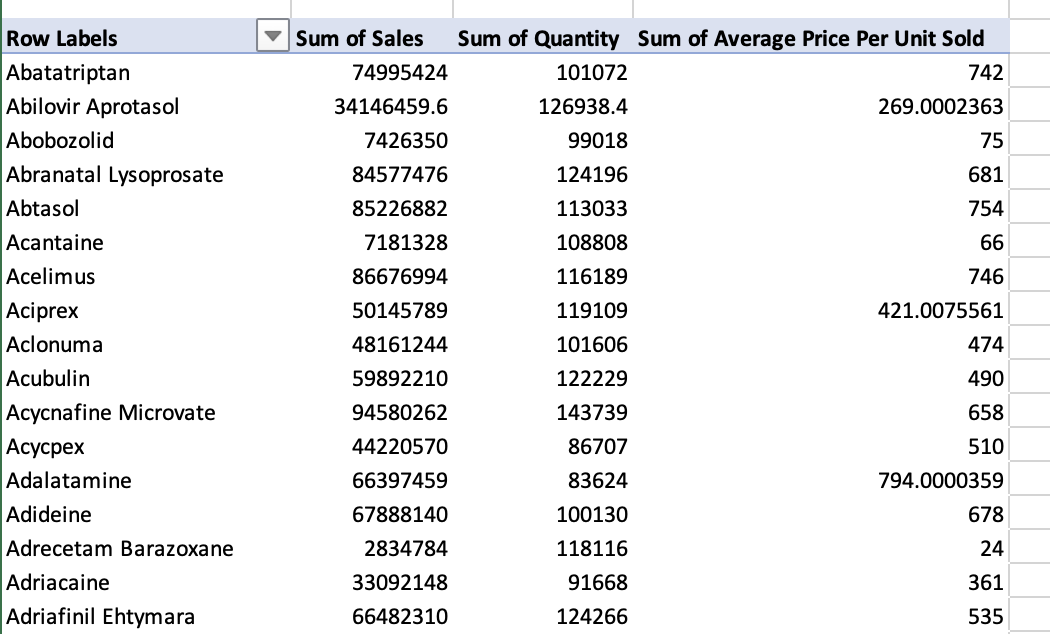 Row Labels Sum of Sales Sum of Quantity Sum of Average Price Per Unit Sold
Abatatriptan 74995424 101072 742
Abilovir Aprotasol 34146459.6 126938.4 269.0002363
Abobozolid 7426350 99018 75
Abranatal Lysoprosate 84577476 124196 681
Abtasol 85226882 113033 754
Acantaine 7181328 108808 66
Acelimus 86676994 116189 746
Aciprex 50145789 119109 421.0075561
Aclonuma 48161244 101606 474
Acubulin 59892210 122229 490
Acycnafine Microvate 94580262 143739 658
Acycpex 44220570 86707 510
Adalatamine 66397459 83624 794.0000359
Adideine 67888140 100130 678
Adrecetam Barazoxane 2834784 118116 24
Adriacaine 33092148 91668 361
Adriafinil Ehtymara 66482310 124266 535